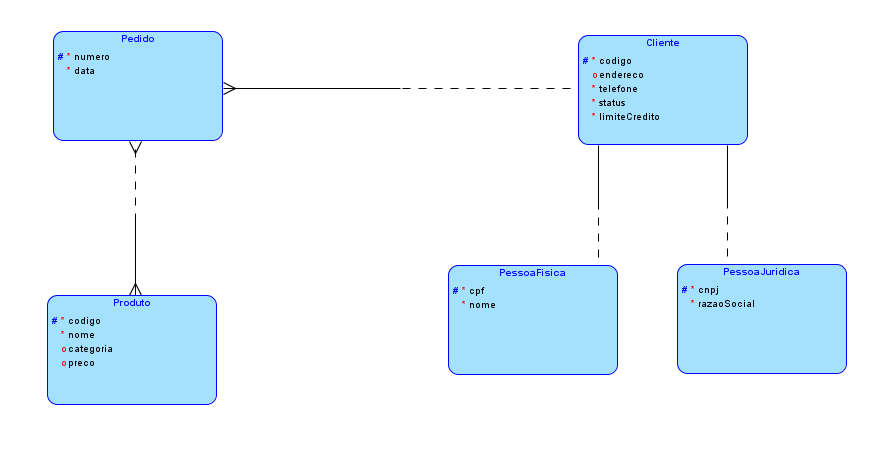 Pedido
# * numero
* data
Cliente
# * codigo
o endereco
* telefone
* status
* limiteCredito
Produto
# * codigo
* nome
o categoria
o preco
PessoaFisica
# * cpf
* nome
PessoaJuridica
# * cnpj
* razaoSocial